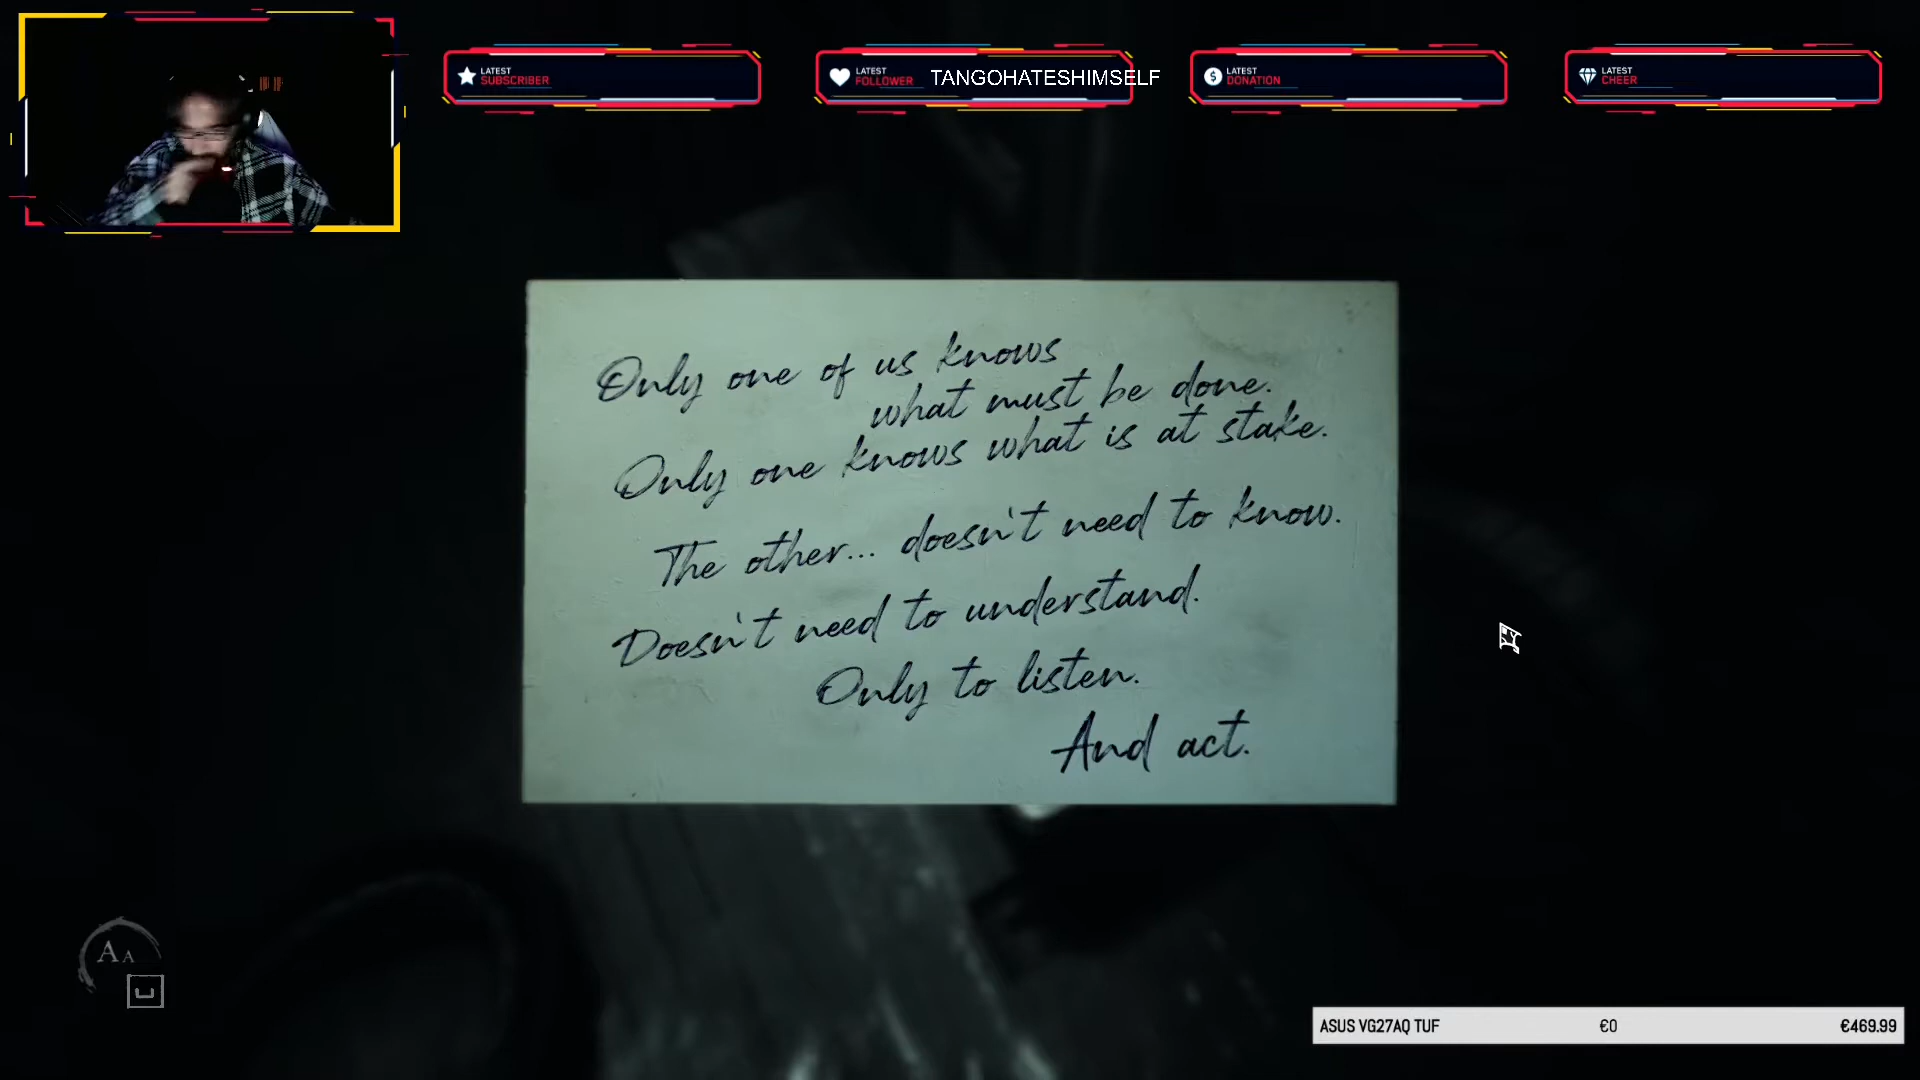 LATEST
SUBSCRIBER
LATEST
FOLLOWER TANGOHATESHIMSELF
LATEST
DONATION
LATEST
CHEER
Only one of us knows
what must be done.
Only one knows what is at stake.
The other... doesn't need to know.
Doesn't need to understand.
Only to listen.
And act.
AA
ASUS VG27AQ TUF €0 €469.99